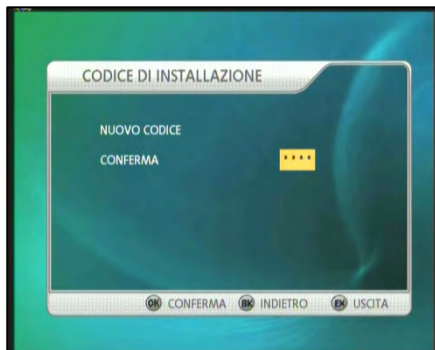 CODICE DI INSTALLAZIONE
NUOVO CODICE
CONFERMA ****
OK CONFERMA BK INDIETRO EX USCITA